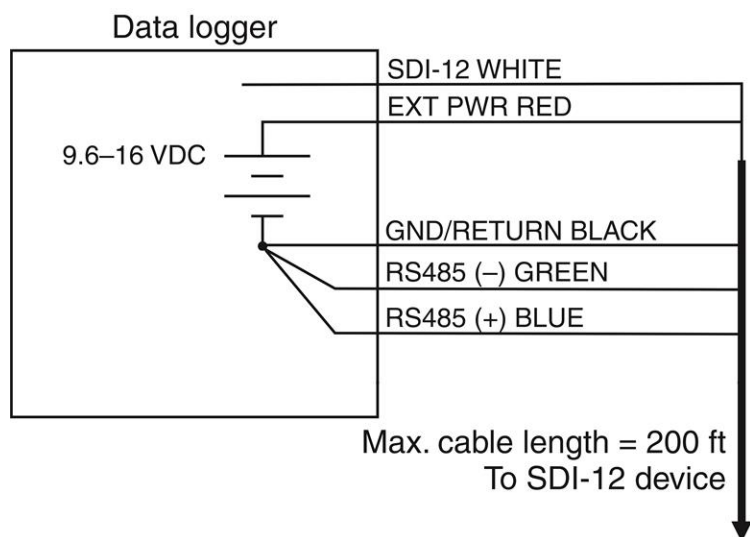 Data logger
SDI-12 WHITE
EXT PWR RED
9.6–16 VDC
GND/RETURN BLACK
RS485 (–) GREEN
RS485 (+) BLUE
Max. cable length = 200 ft
To SDI-12 device